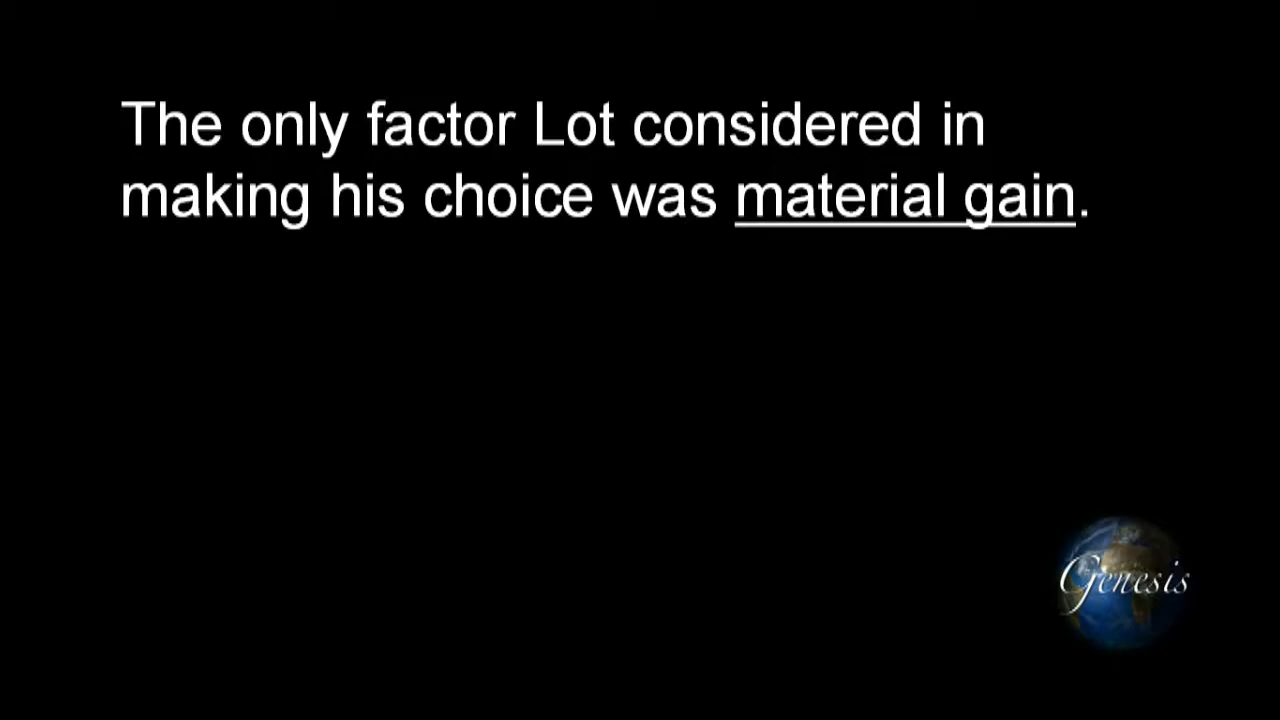 The only factor Lot considered in
making his choice was material gain.
Genesis